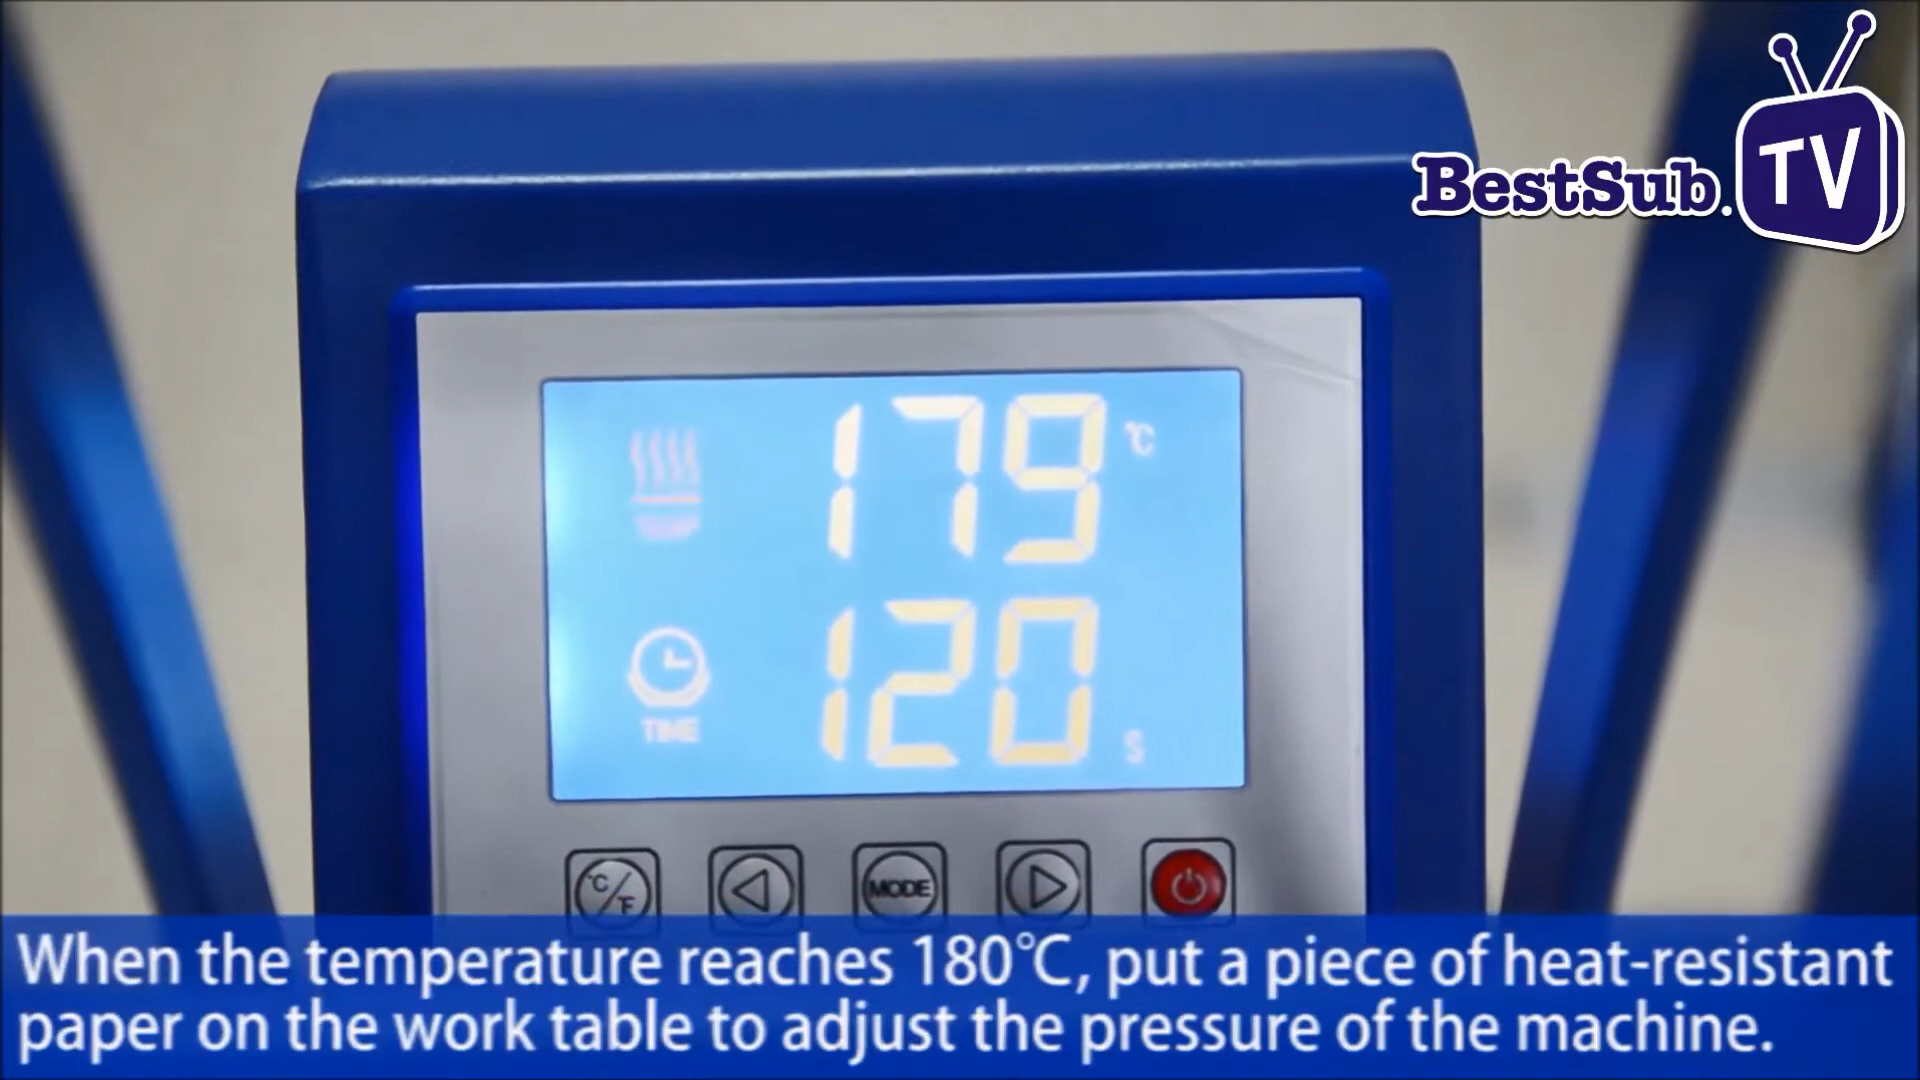 BestSub.TV
179 °C
TEMP
120 S
TIME
°C/°F
MODE
When the temperature reaches 180℃, put a piece of heat-resistant
paper on the work table to adjust the pressure of the machine.